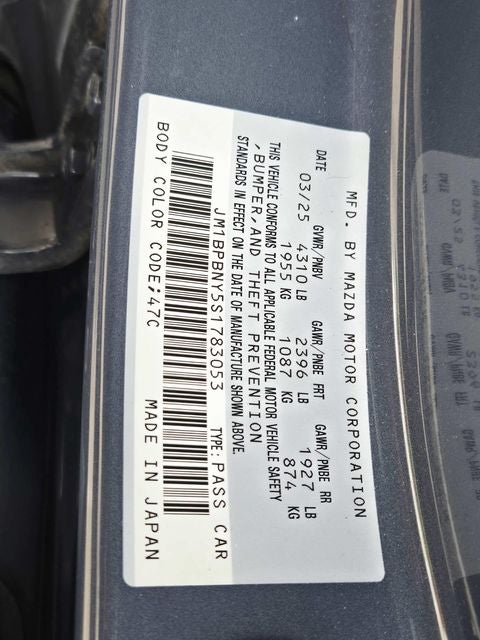 MFD. BY MAZDA MOTOR CORPORATION
DATE GVWR/PNBV GAWR/PNBE FRT GAWR/PNBE RR
03/25 4310 LB 2396 LB 1927 LB
1955 KG 1087 KG 874 KG
THIS VEHICLE CONFORMS TO ALL APPLICABLE FEDERAL MOTOR VEHICLE SAFETY
,BUMPER, AND THEFT PREVENTION
STANDARDS IN EFFECT ON THE DATE OF MANUFACTURE SHOWN ABOVE.
JM1BPBNY5S1783053 TYPE: PASS CAR
BODY COLOR CODE:47C MADE IN JAPAN